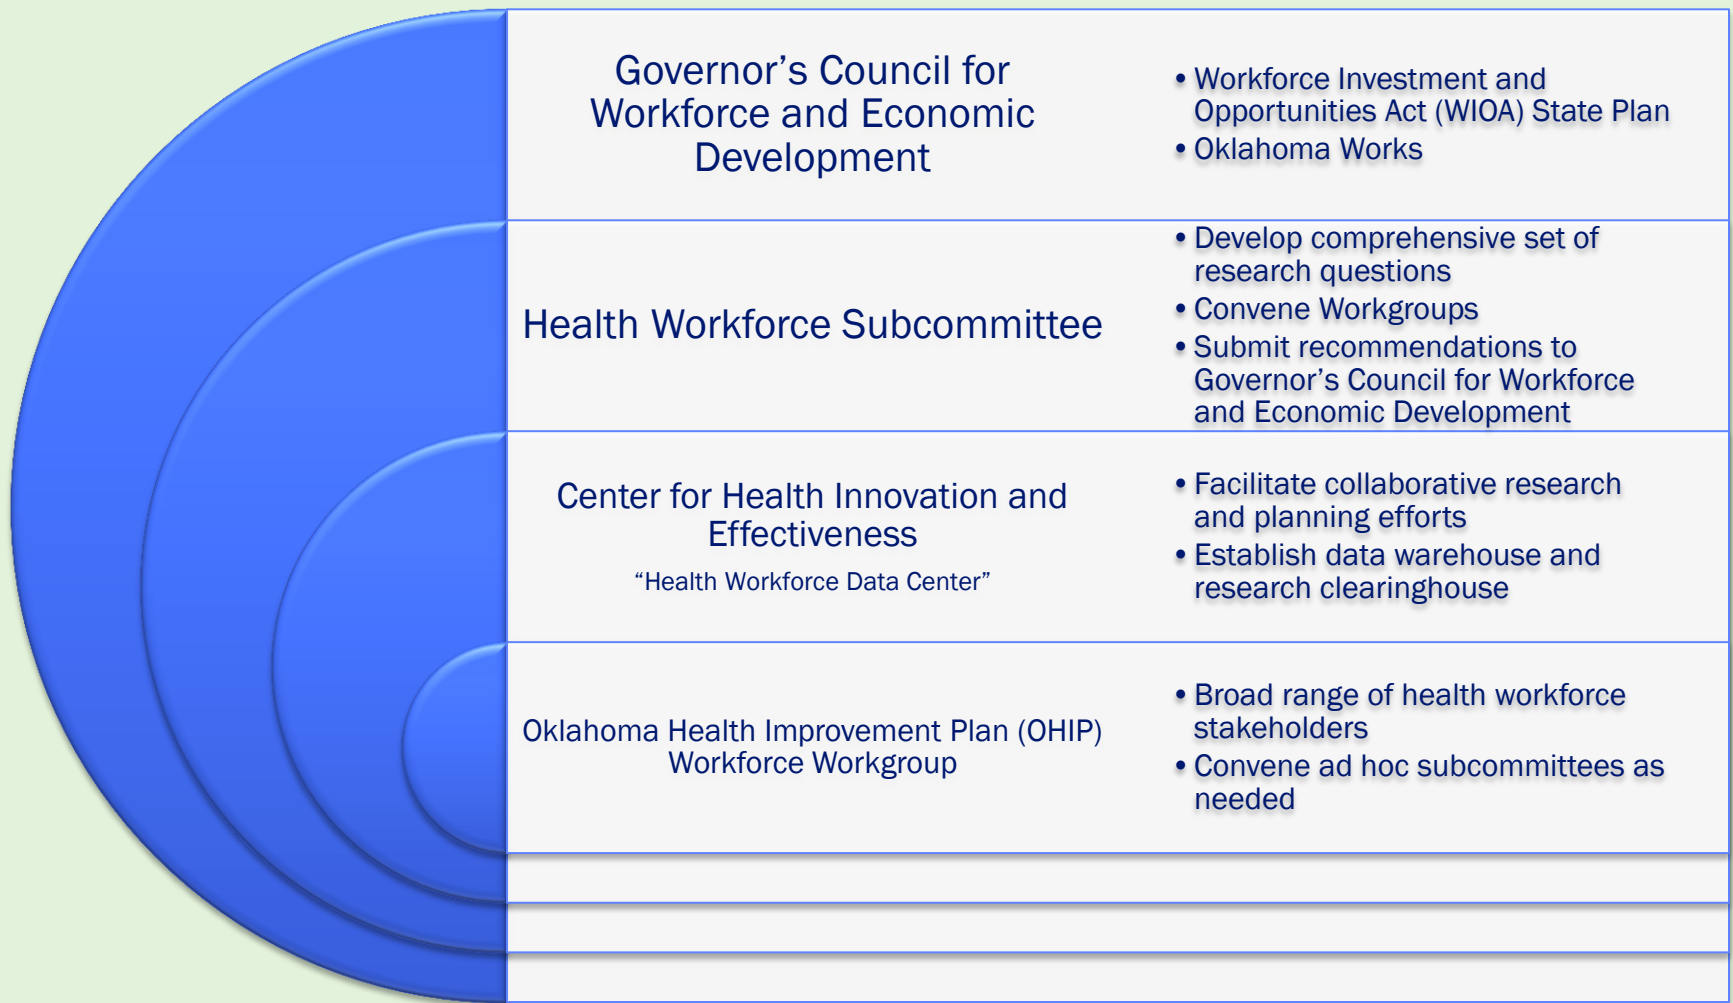 Governor’s Council for
Workforce and Economic
Development
• Workforce Investment and
Opportunities Act (WIOA) State Plan
• Oklahoma Works
Health Workforce Subcommittee
• Develop comprehensive set of
research questions
• Convene Workgroups
• Submit recommendations to
Governor’s Council for Workforce
and Economic Development
Center for Health Innovation and
Effectiveness
“Health Workforce Data Center”
• Facilitate collaborative research
and planning efforts
• Establish data warehouse and
research clearinghouse
Oklahoma Health Improvement Plan (OHIP)
Workforce Workgroup
• Broad range of health workforce
stakeholders
• Convene ad hoc subcommittees as
needed